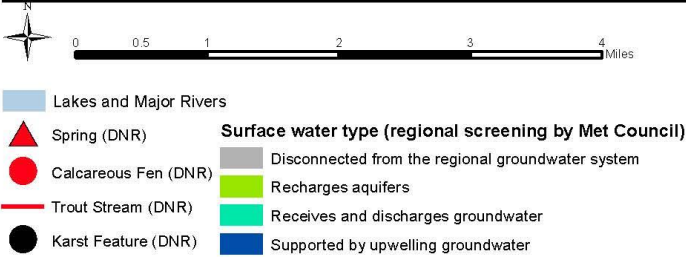 N
0 0.5 1 2 3 4
Miles
Lakes and Major Rivers
Spring (DNR)
Calcareous Fen (DNR)
Trout Stream (DNR)
Karst Feature (DNR)
Surface water type (regional screening by Met Council)
Disconnected from the regional groundwater system
Recharges aquifers
Receives and discharges groundwater
Supported by upwelling groundwater